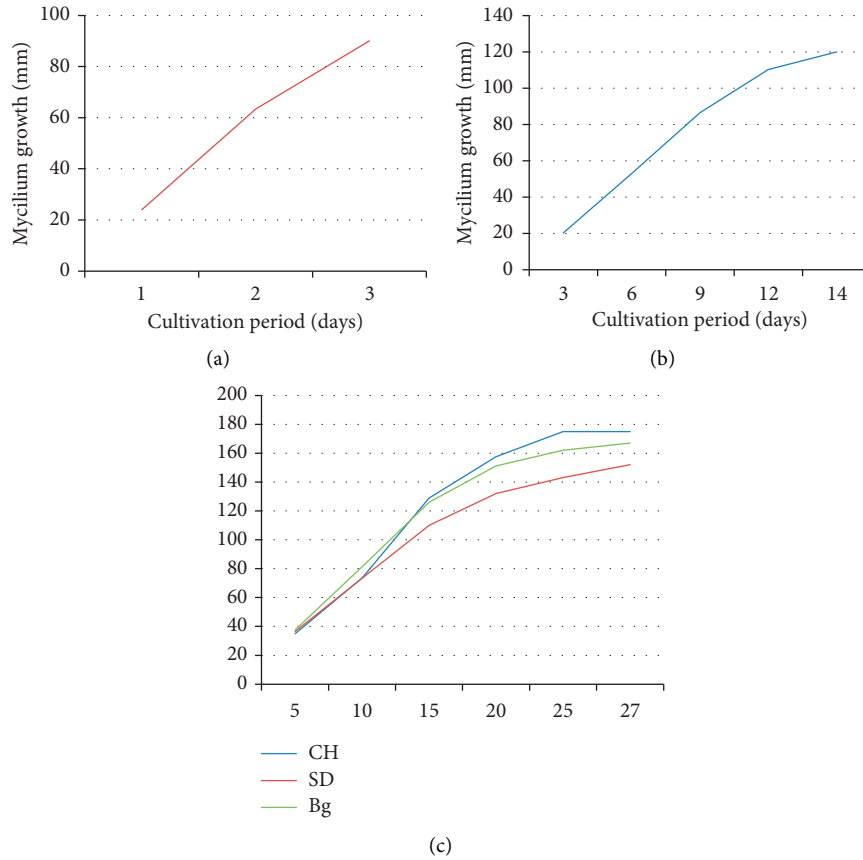 Mycilium growth (mm)
100
80
60
40
20
0
1 2 3
Cultivation period (days)
(a)
Mycilium growth (mm)
140
120
100
80
60
40
20
0
3 6 9 12 14
Cultivation period (days)
(b)
200
180
160
140
120
100
80
60
40
20
0
5 10 15 20 25 27
CH
SD
Bg
(c)